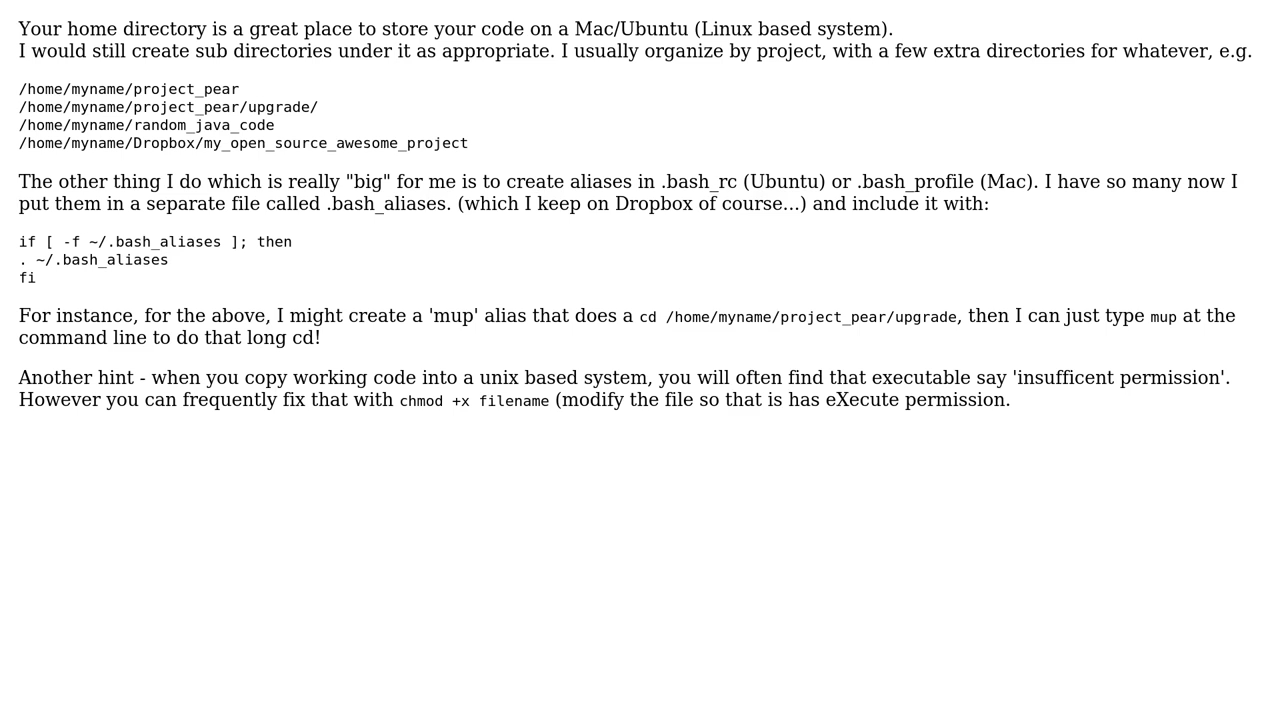 Your home directory is a great place to store your code on a Mac/Ubuntu (Linux based system).
I would still create sub directories under it as appropriate. I usually organize by project, with a few extra directories for whatever, e.g.
/home/myname/project_pear
/home/myname/project_pear/upgrade/
/home/myname/random_java_code
/home/myname/Dropbox/my_open_source_awesome_project
The other thing I do which is really "big" for me is to create aliases in .bash_rc (Ubuntu) or .bash_profile (Mac). I have so many now I
put them in a separate file called .bash_aliases. (which I keep on Dropbox of course...) and include it with:
if [ -f ~/.bash_aliases ]; then
. ~/.bash_aliases
fi
For instance, for the above, I might create a 'mup' alias that does a cd /home/myname/project_pear/upgrade, then I can just type mup at the
command line to do that long cd!
Another hint - when you copy working code into a unix based system, you will often find that executable say 'insufficent permission'.
However you can frequently fix that with chmod +x filename (modify the file so that is has eXecute permission.